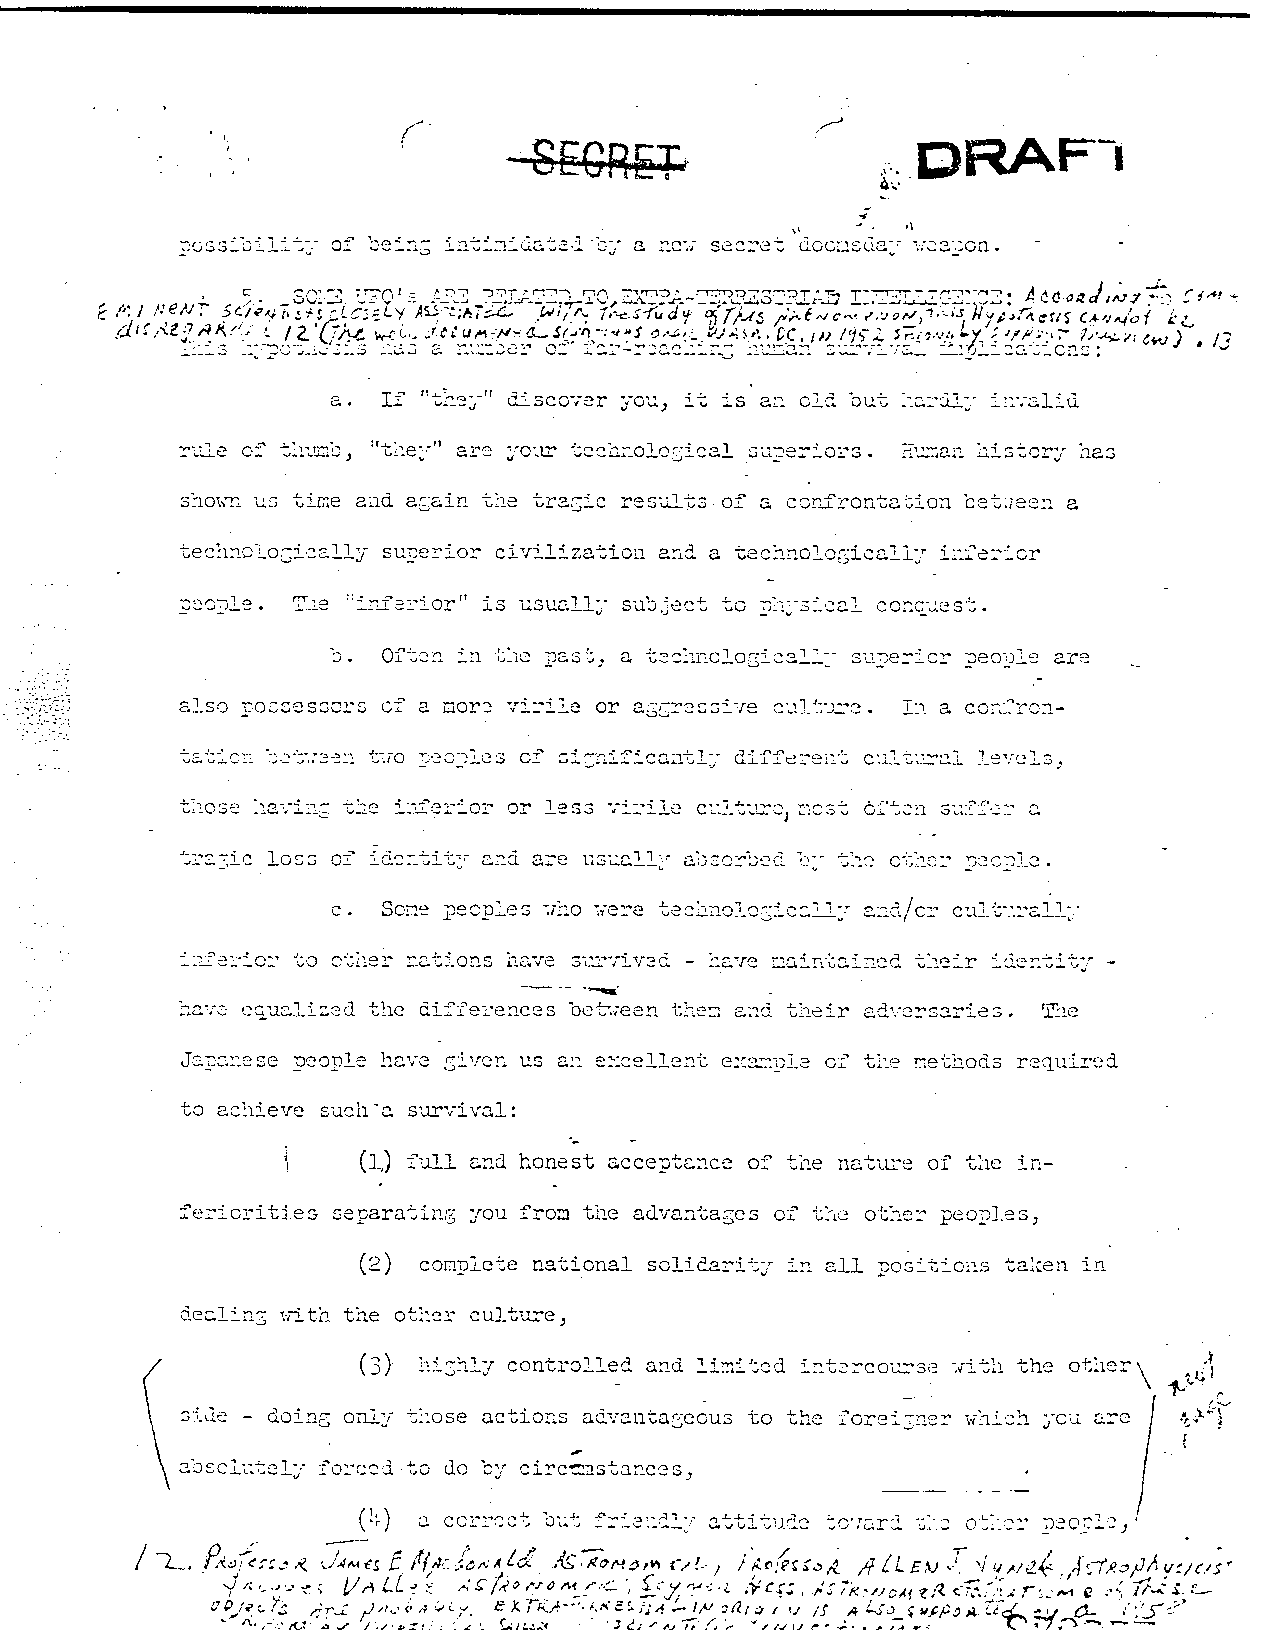 SECRET
DRAFT
possibility of being intimidated by a new secret "doomsday" weapon.
5. SOME UFO's ARE RELATED TO EXTRA-TERRESTRIAL INTELLIGENCE: According to some
EMINENT scientists closely ASSOCIATED with the study of THIS PHENOMENON, this Hypothesis CANNOT be
disREGARDED 12 (The well documented sightings over WASH. DC. in 1952 strongly support this view). 13
This hypothesis has a number of far-reaching human survival implications:
a. If "they" discover you, it is an old but hardly invalid
rule of thumb, "they" are your technological superiors. Human history has
shown us time and again the tragic results of a confrontation between a
technologically superior civilization and a technologically inferior
people. The "inferior" is usually subject to physical conquest.
b. Often in the past, a technologically superior people are
also possessors of a more virile or aggressive culture. In a confron-
tation between two peoples of significantly different cultural levels,
those having the inferior or less virile culture, most often suffer a
tragic loss of identity and are usually absorbed by the other people.
c. Some peoples who were technologically and/or culturally
inferior to other nations have survived - have maintained their identity -
have equalized the differences between them and their adversaries. The
Japanese people have given us an excellent example of the methods required
to achieve such a survival:
(1) full and honest acceptance of the nature of the in-
feriorities separating you from the advantages of the other peoples,
(2) complete national solidarity in all positions taken in
dealing with the other culture,
(3) highly controlled and limited intercourse with the other
side - doing only those actions advantageous to the foreigner which you are
absolutely forced to do by circumstances,
(4) a correct but friendly attitude toward the other people,
12. Professor JAMES E MacDonald ASTRONOMER, Professor ALLEN J. Hynek, Astrophysicist
Jacques VALLEE ASTRONOMER, Seymour Hess, ASTRONOMER of These
objects are probably EXTRA-TERRESTRIAL IN ORIGIN IS ALSO SUPPORTED by a 1958